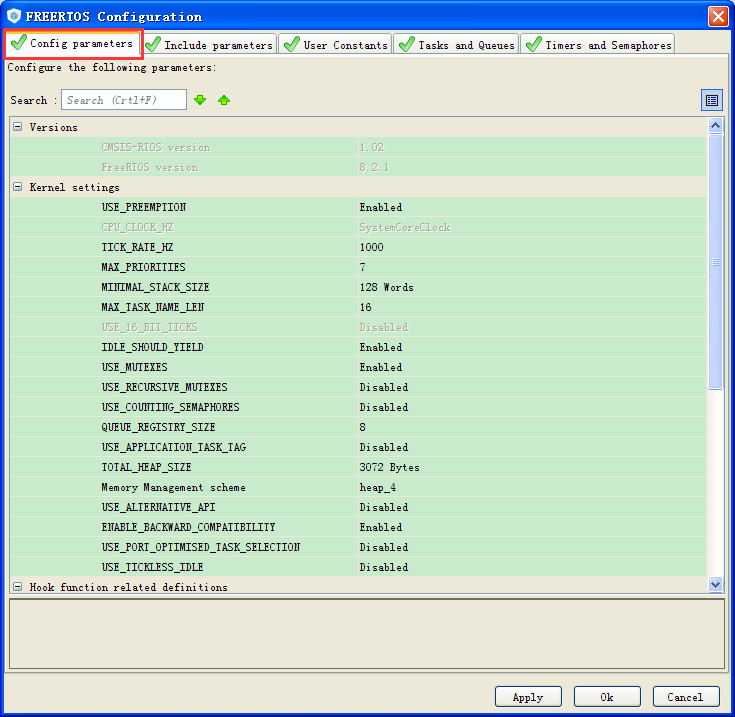 FREERTOS Configuration
Config parameters Include parameters User Constants Tasks and Queues Timers and Semaphores
Configure the following parameters:
Search : Search (Crtl+F)
Versions
CMSIS-RTOS version 1.02
FreeRTOS version 8.2.1
Kernel settings
USE_PREEMPTION Enabled
CPU_CLOCK_HZ SystemCoreClock
TICK_RATE_HZ 1000
MAX_PRIORITIES 7
MINIMAL_STACK_SIZE 128 Words
MAX_TASK_NAME_LEN 16
USE_16_BIT_TICKS Disabled
IDLE_SHOULD_YIELD Enabled
USE_MUTEXES Enabled
USE_RECURSIVE_MUTEXES Disabled
USE_COUNTING_SEMAPHORES Disabled
QUEUE_REGISTRY_SIZE 8
USE_APPLICATION_TASK_TAG Disabled
TOTAL_HEAP_SIZE 3072 Bytes
Memory Management scheme heap_4
USE_ALTERNATIVE_API Disabled
ENABLE_BACKWARD_COMPATIBILITY Enabled
USE_PORT_OPTIMISED_TASK_SELECTION Disabled
USE_TICKLESS_IDLE Disabled
Hook function related definitions
Apply Ok Cancel